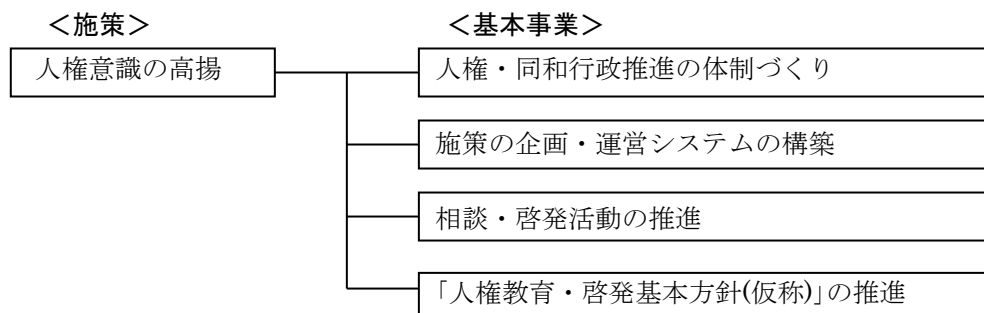 ＜施策＞
＜基本事業＞
人権意識の高揚
人権・同和行政推進の体制づくり
施策の企画・運営システムの構築
相談・啓発活動の推進
「人権教育・啓発基本方針(仮称)」の推進